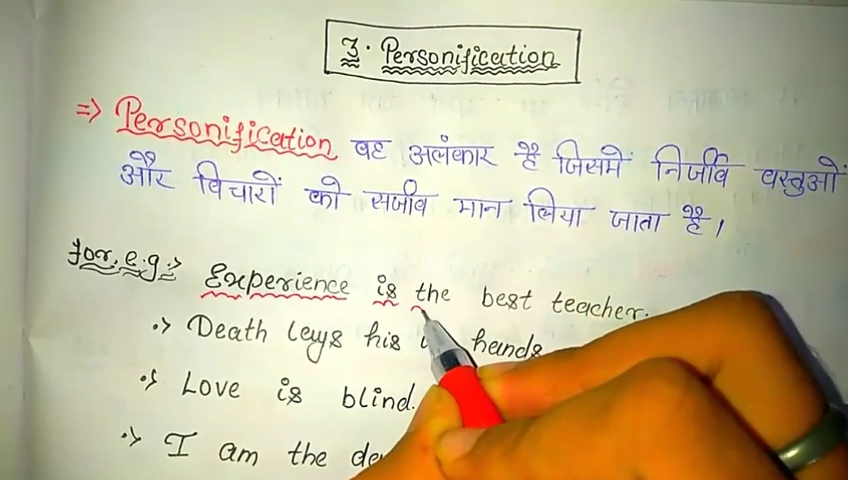 3. Personification
=> Personification वह अलंकार है जिसमें निर्जीव वस्तुओं
और विचारों को सजीव मान लिया जाता है।
for, e.g :> Experience is the best teacher.
·> Death lays his hands
·> Love is blind.
·> I am the